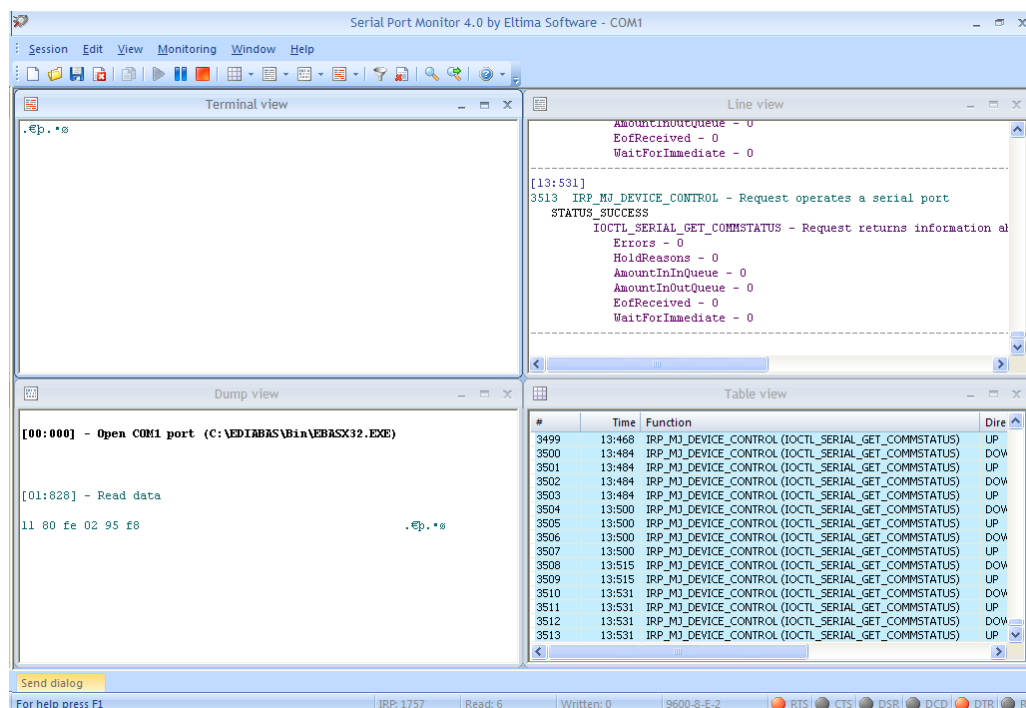 Serial Port Monitor 4.0 by Eltima Software - COM1
Session Edit View Monitoring Window Help
Terminal view
.€þ.•ø
Line view
AmountInOutQueue - 0
EofReceived - 0
WaitForImmediate - 0
[13:531]
3513 IRP_MJ_DEVICE_CONTROL - Request operates a serial port
STATUS_SUCCESS
IOCTL_SERIAL_GET_COMMSTATUS - Request returns information al
Errors - 0
HoldReasons - 0
AmountInInQueue - 0
AmountInOutQueue - 0
EofReceived - 0
WaitForImmediate - 0
Dump view
[00:000] - Open COM1 port (C:\EDIABAS\Bin\EBASX32.EXE)
[01:828] - Read data
11 80 fe 02 95 f8 .€þ.•ø
Table view
# Time Function Dire
3499 13:468 IRP_MJ_DEVICE_CONTROL (IOCTL_SERIAL_GET_COMMSTATUS) UP
3500 13:484 IRP_MJ_DEVICE_CONTROL (IOCTL_SERIAL_GET_COMMSTATUS) DOW
3501 13:484 IRP_MJ_DEVICE_CONTROL (IOCTL_SERIAL_GET_COMMSTATUS) UP
3502 13:484 IRP_MJ_DEVICE_CONTROL (IOCTL_SERIAL_GET_COMMSTATUS) DOW
3503 13:484 IRP_MJ_DEVICE_CONTROL (IOCTL_SERIAL_GET_COMMSTATUS) UP
3504 13:500 IRP_MJ_DEVICE_CONTROL (IOCTL_SERIAL_GET_COMMSTATUS) DOW
3505 13:500 IRP_MJ_DEVICE_CONTROL (IOCTL_SERIAL_GET_COMMSTATUS) UP
3506 13:500 IRP_MJ_DEVICE_CONTROL (IOCTL_SERIAL_GET_COMMSTATUS) DOW
3507 13:500 IRP_MJ_DEVICE_CONTROL (IOCTL_SERIAL_GET_COMMSTATUS) UP
3508 13:515 IRP_MJ_DEVICE_CONTROL (IOCTL_SERIAL_GET_COMMSTATUS) DOW
3509 13:515 IRP_MJ_DEVICE_CONTROL (IOCTL_SERIAL_GET_COMMSTATUS) UP
3510 13:531 IRP_MJ_DEVICE_CONTROL (IOCTL_SERIAL_GET_COMMSTATUS) DOW
3511 13:531 IRP_MJ_DEVICE_CONTROL (IOCTL_SERIAL_GET_COMMSTATUS) UP
3512 13:531 IRP_MJ_DEVICE_CONTROL (IOCTL_SERIAL_GET_COMMSTATUS) DOW
3513 13:531 IRP_MJ_DEVICE_CONTROL (IOCTL_SERIAL_GET_COMMSTATUS) UP
Send dialog
For help press F1 IRP: 1757 Read: 6 Written: 0 9600-8-E-2 RTS CTS DSR DCD DTR R